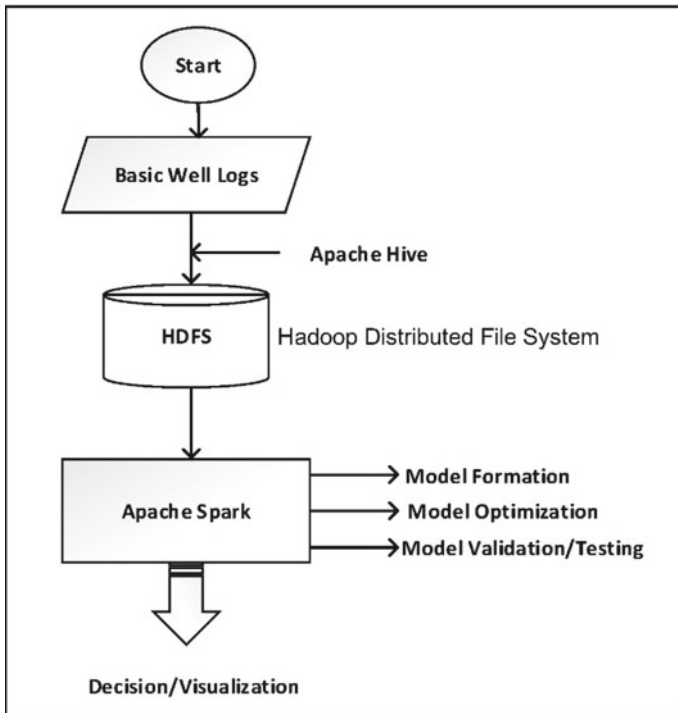 Start
Basic Well Logs
Apache Hive
HDFS
Hadoop Distributed File System
Apache Spark
Model Formation
Model Optimization
Model Validation/Testing
Decision/Visualization